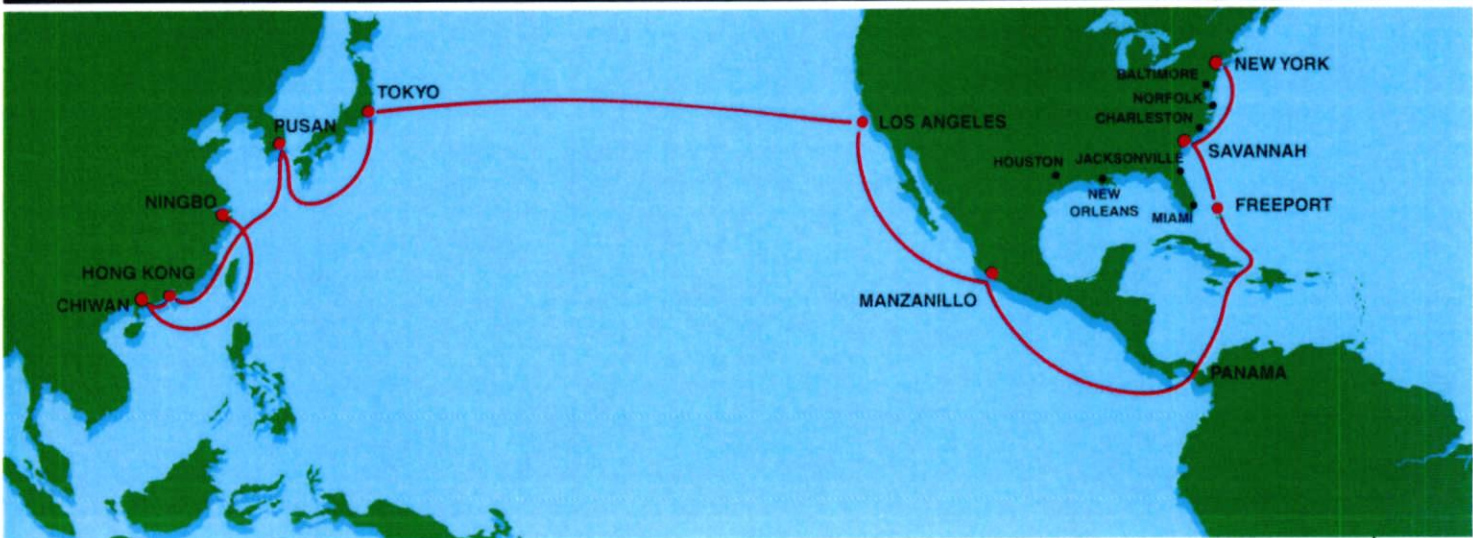 TOKYO
PUSAN
NINGBO
HONG KONG
CHIWAN
LOS ANGELES
MANZANILLO
NEW YORK
BALTIMORE
NORFOLK
CHARLESTON
SAVANNAH
HOUSTON
JACKSONVILLE
NEW
ORLEANS
MIAMI
FREEPORT
PANAMA